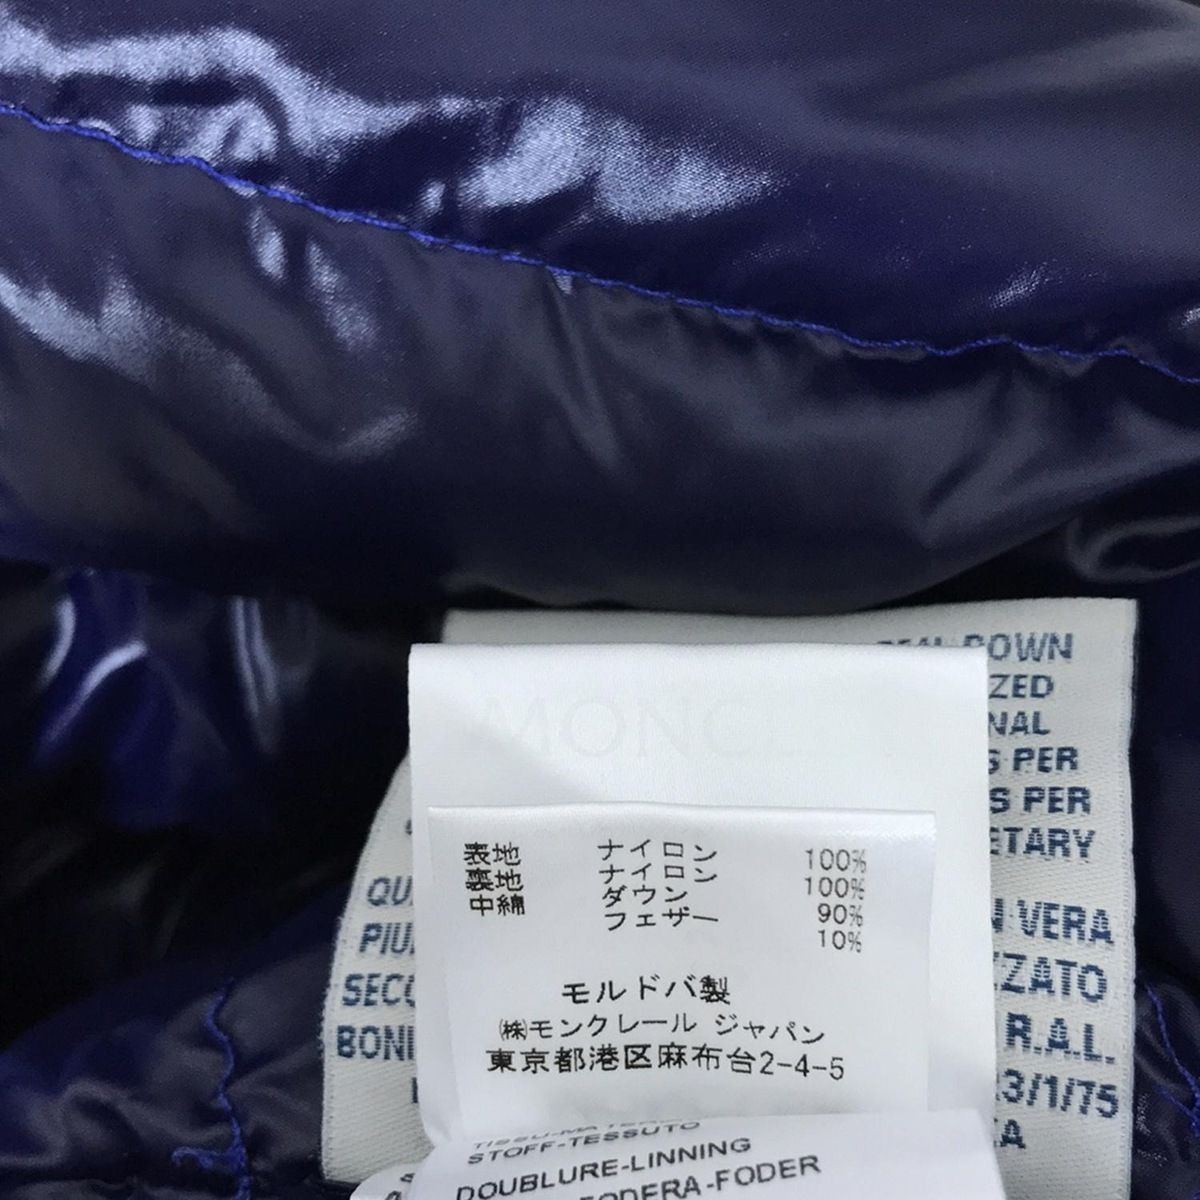 DOWN
ZED
NAL
S PER
S PER
ETARY
MONCL
QU
PIU
SECO
BONI
N VERA
ZZATO
R.A.L.
3/1/75
表地 ナイロン 100%
裏地 ナイロン 100%
中綿 ダウン 90%
フェザー 10%
モルドバ製
㈱モンクレール ジャパン
東京都港区麻布台2-4-5
STOFF-TESSUTO
DOUBLURE-LINNING
FODERA-FODER